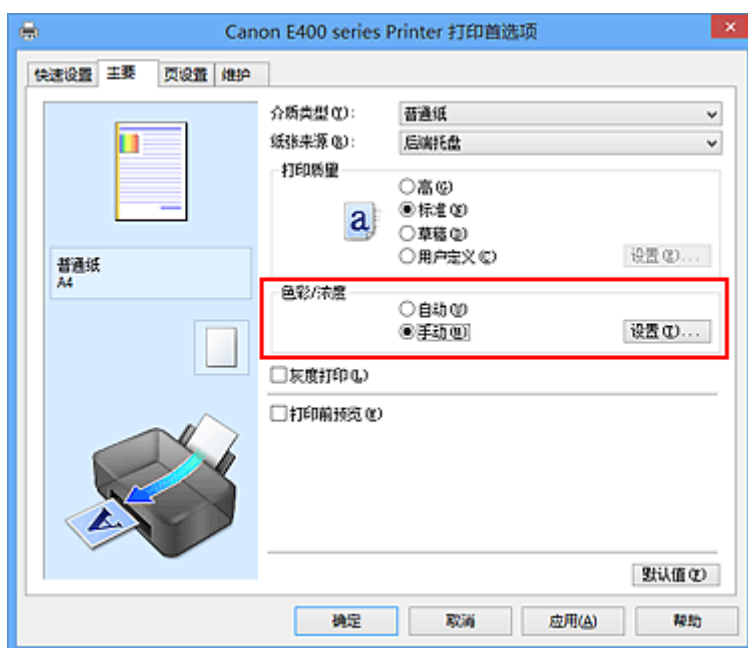 Canon E400 series Printer 打印首选项
快速设置 主要 页设置 维护
介质类型(Y): 普通纸
纸张来源(R): 后端托盘
打印质量
高(G)
标准(X)
草稿(Q)
用户定义(C) 设置(Z)...
普通纸
A4
色彩/浓度
自动(V)
手动(M) 设置(T)...
灰度打印(L)
打印前预览(K)
默认值(F)
确定 取消 应用(A) 帮助